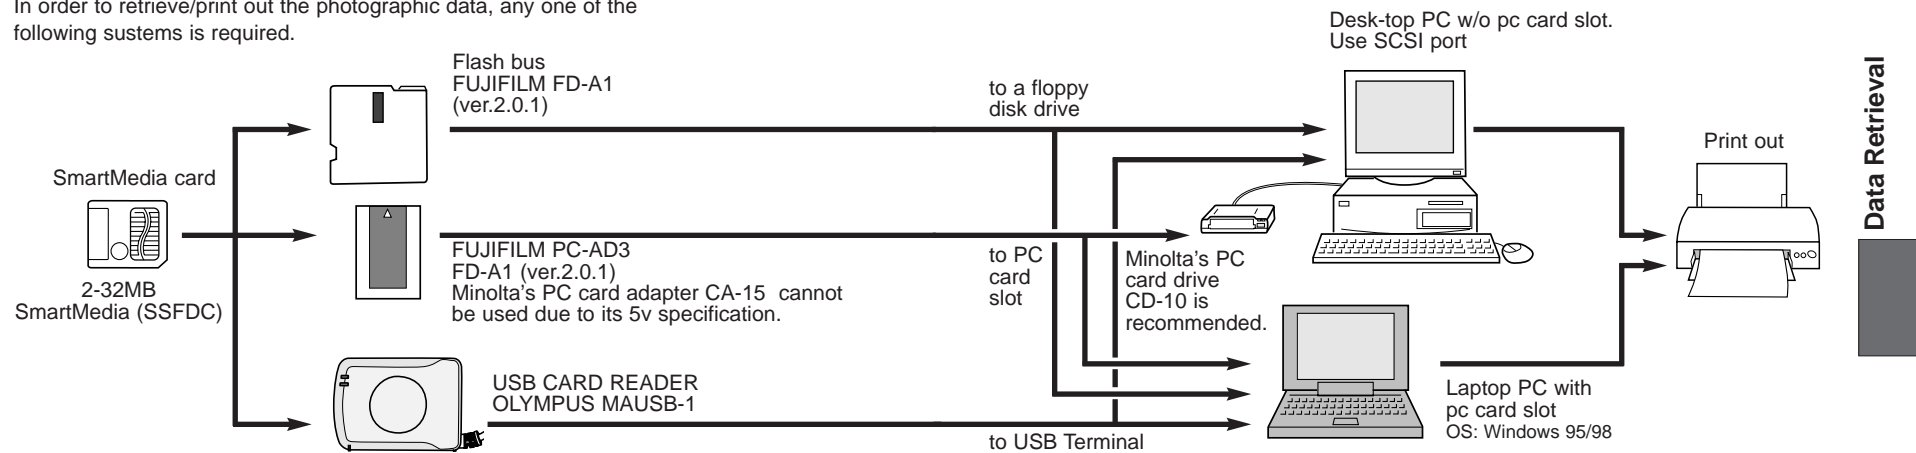 In order to retrieve/print out the photographic data, any one of the
following sustems is required.
SmartMedia card
2-32MB
SmartMedia (SSFDC)
Flash bus
FUJIFILM FD-A1
(ver.2.0.1)
FUJIFILM PC-AD3
FD-A1 (ver.2.0.1)
Minolta's PC card adapter CA-15 cannot
be used due to its 5v specification.
USB CARD READER
OLYMPUS MAUSB-1
to a floppy
disk drive
to PC
card
slot
to USB Terminal
Minolta's PC
card drive
CD-10 is
recommended.
Desk-top PC w/o pc card slot.
Use SCSI port
Laptop PC with
pc card slot
OS: Windows 95/98
Print out
Data Retrieval